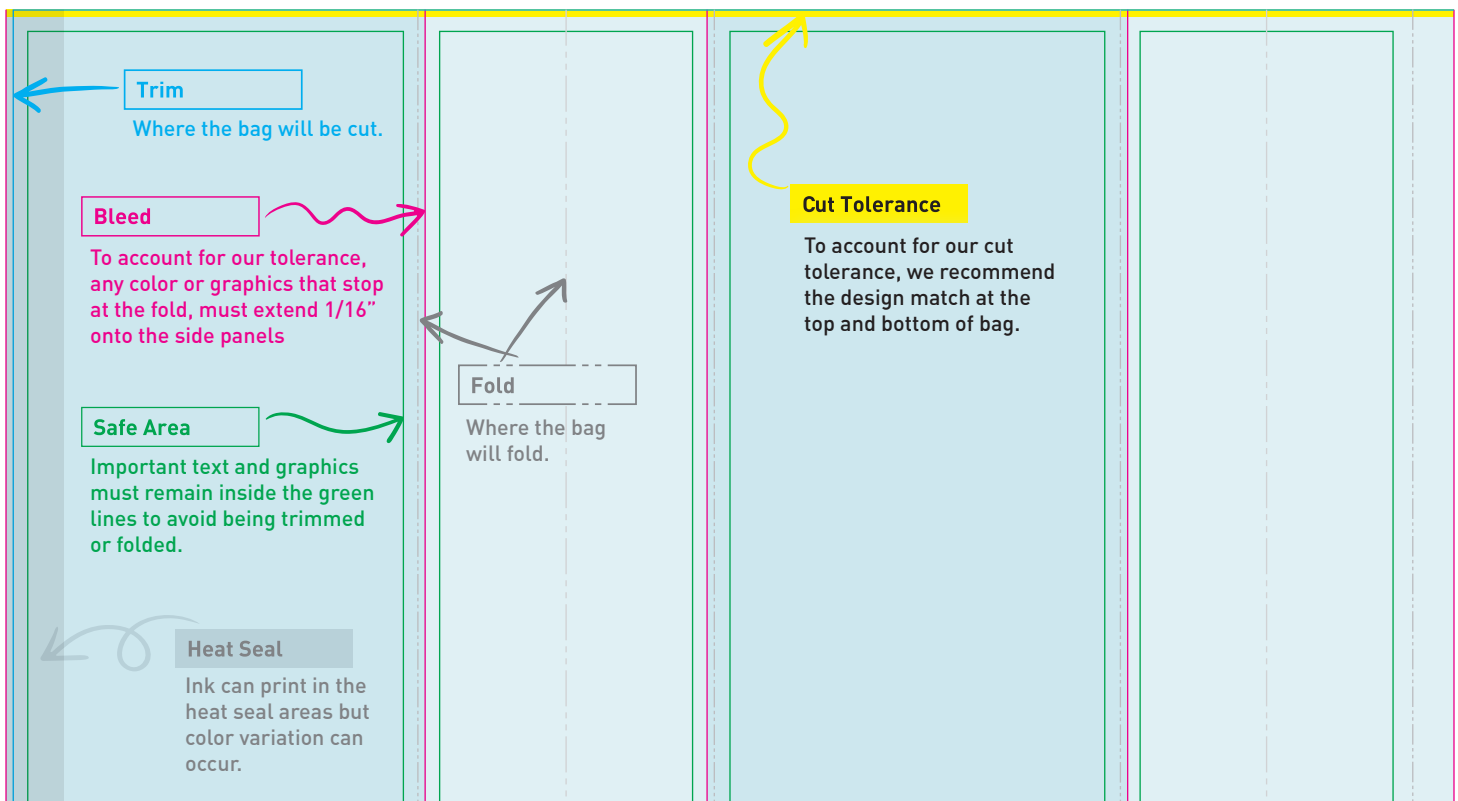 Trim
Where the bag will be cut.
Bleed
To account for our tolerance,
any color or graphics that stop
at the fold, must extend 1/16”
onto the side panels
Safe Area
Important text and graphics
must remain inside the green
lines to avoid being trimmed
or folded.
Heat Seal
Ink can print in the
heat seal areas but
color variation can
occur.
Fold
Where the bag
will fold.
Cut Tolerance
To account for our cut
tolerance, we recommend
the design match at the
top and bottom of bag.